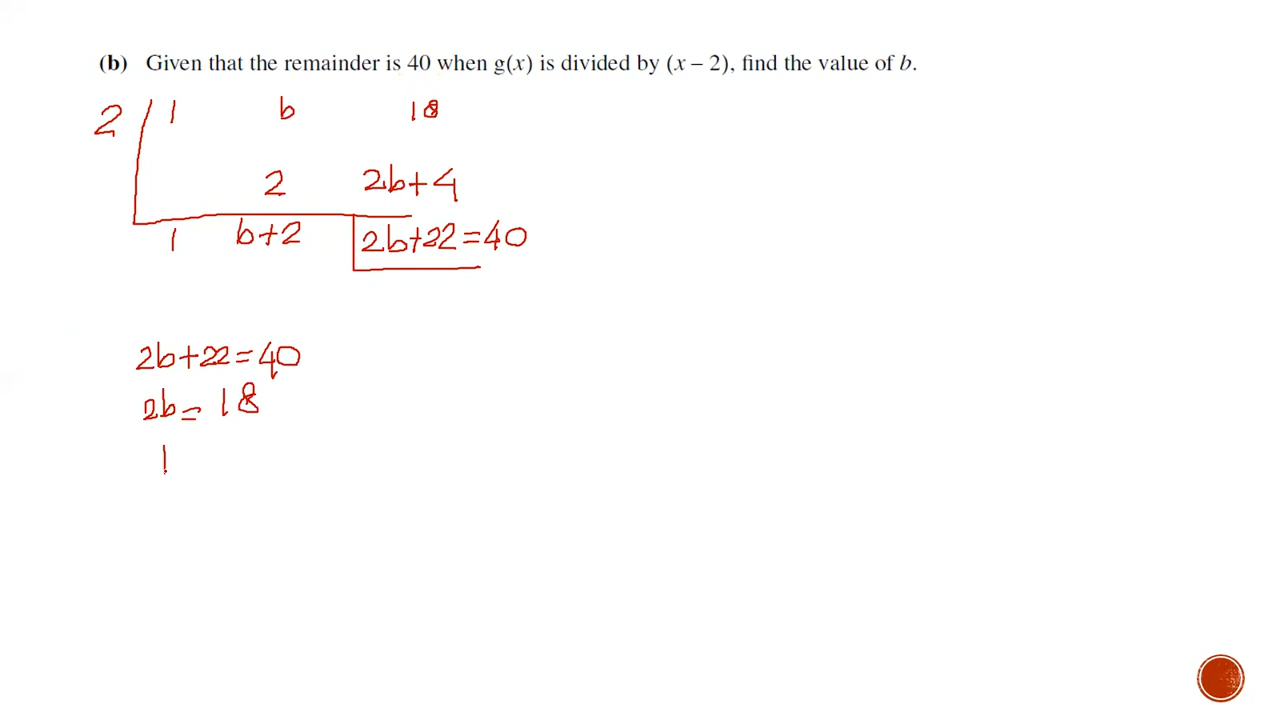 (b) Given that the remainder is 40 when g(x) is divided by (x – 2), find the value of b.
2 1 b 18
2 2b+4
1 b+2 2b+22=40
2b+22=40
2b= 18